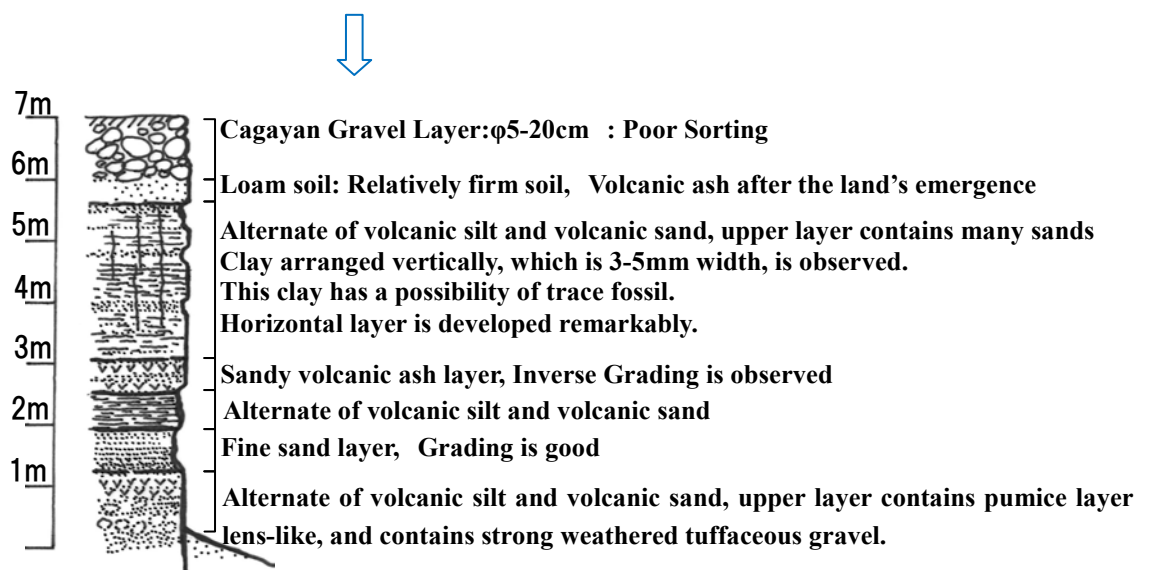 7m
Cagayan Gravel Layer:φ5-20cm : Poor Sorting
6m
Loam soil: Relatively firm soil, Volcanic ash after the land's emergence
5m
Alternate of volcanic silt and volcanic sand, upper layer contains many sands
Clay arranged vertically, which is 3-5mm width, is observed.
4m
This clay has a possibility of trace fossil.
Horizontal layer is developed remarkably.
3m
Sandy volcanic ash layer, Inverse Grading is observed
2m
Alternate of volcanic silt and volcanic sand
Fine sand layer, Grading is good
1m
Alternate of volcanic silt and volcanic sand, upper layer contains pumice layer
lens-like, and contains strong weathered tuffaceous gravel.